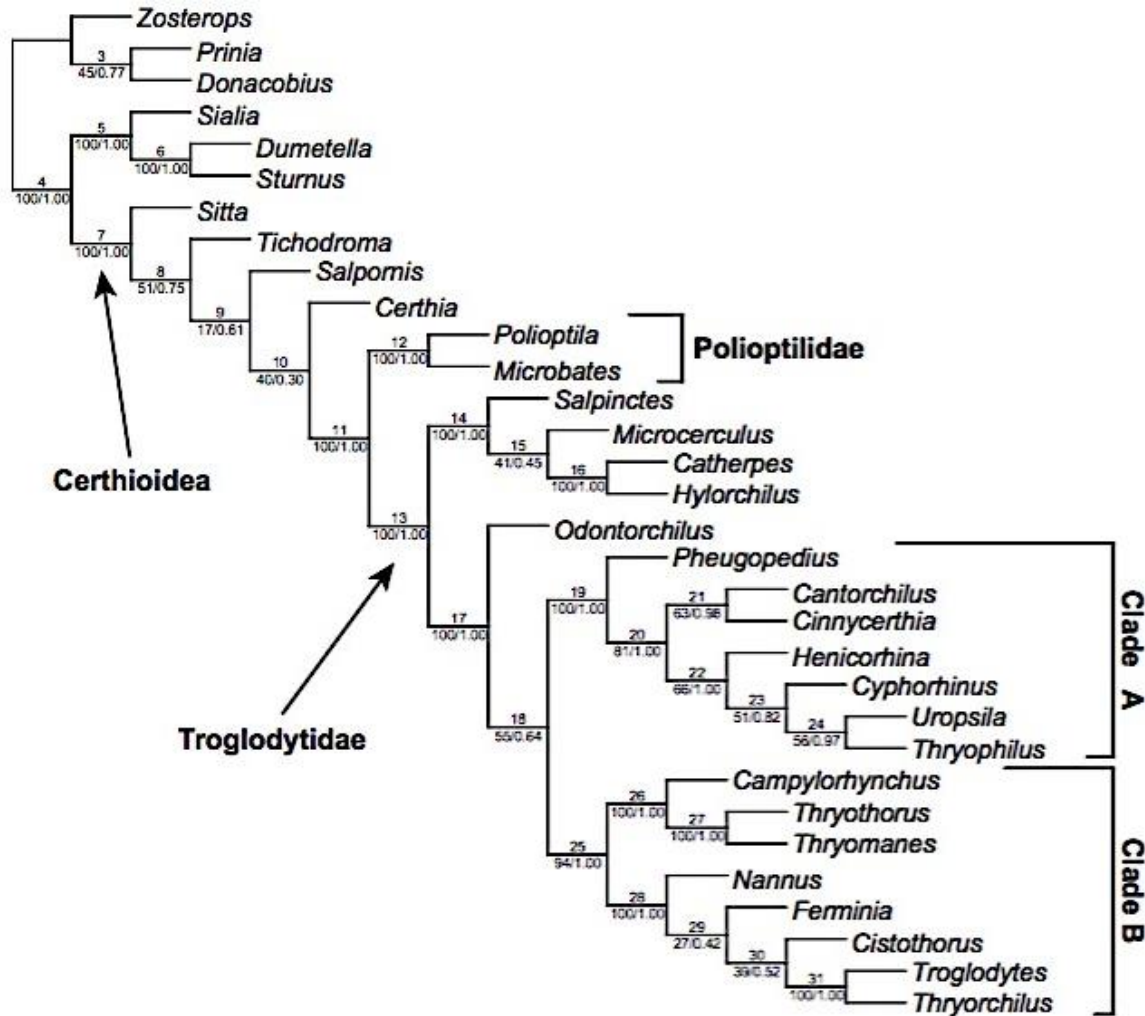 Zosterops
3
45/0.77
Prinia
Donacobius
4
100/1.00
5
100/1.00
Sialia
6
100/1.00
Dumetella
Sturnus
7
100/1.00
Sitta
8
51/0.75
Tichodroma
9
17/0.61
Salpornis
10
40/0.30
Certhia
11
100/1.00
12
100/1.00
Polioptila
Microbates
Polioptilidae
Certhioidea
13
100/1.00
14
100/1.00
Salpinctes
15
41/0.45
Microcerculus
16
100/1.00
Catherpes
Hylorchilus
Troglodytidae
17
100/1.00
Odontorchilus
18
55/0.64
19
100/1.00
Pheugopedius
20
81/1.00
21
63/0.98
Cantorchilus
Cinnycerthia
22
66/1.00
Henicorhina
23
51/0.82
Cyphorhinus
24
56/0.97
Uropsila
Thryophilus
Clade A
25
94/1.00
26
100/1.00
Campylorhynchus
27
100/1.00
Thryothorus
Thryomanes
28
100/1.00
Nannus
29
27/0.42
Ferminia
30
39/0.52
Cistothorus
31
100/1.00
Troglodytes
Thryorchilus
Clade B